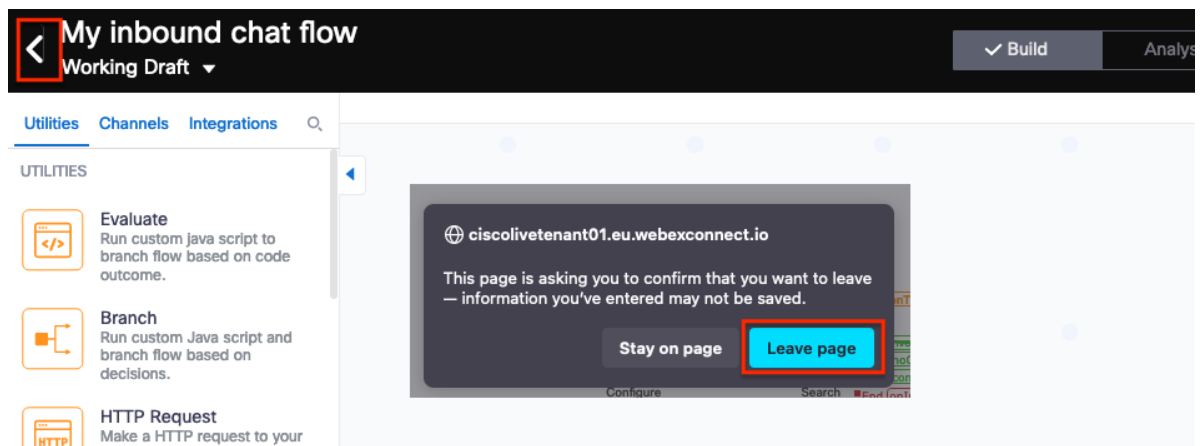 My inbound chat flow
Working Draft
Build
Utilities Channels Integrations
UTILITIES
Evaluate
Run custom java script to
branch flow based on code
outcome.
Branch
Run custom Java script and
branch flow based on
decisions.
HTTP Request
Make a HTTP request to your
HTTP
ciscolivetenant01.eu.webexconnect.io
This page is asking you to confirm that you want to leave
— information you've entered may not be saved.
Stay on page Leave page
Configure Search